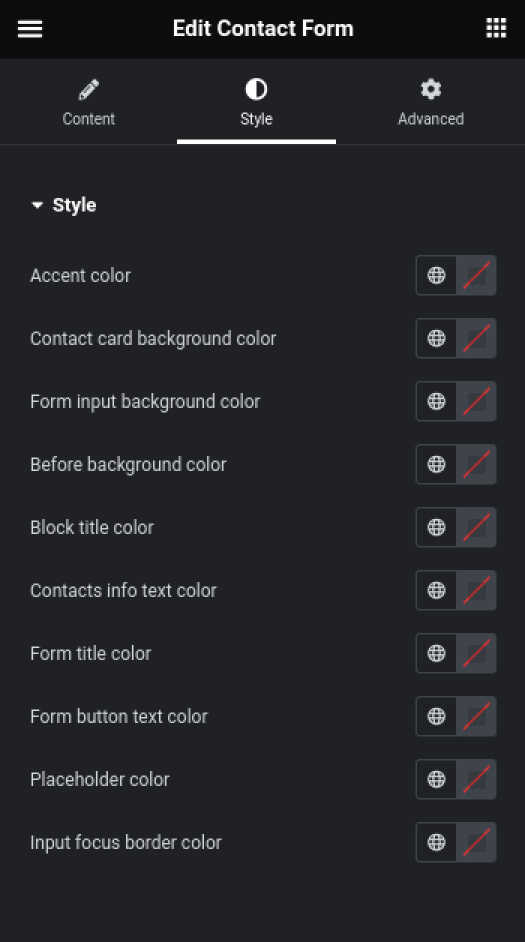 Edit Contact Form
Content
Style
Advanced
Style
Accent color
Contact card background color
Form input background color
Before background color
Block title color
Contacts info text color
Form title color
Form button text color
Placeholder color
Input focus border color